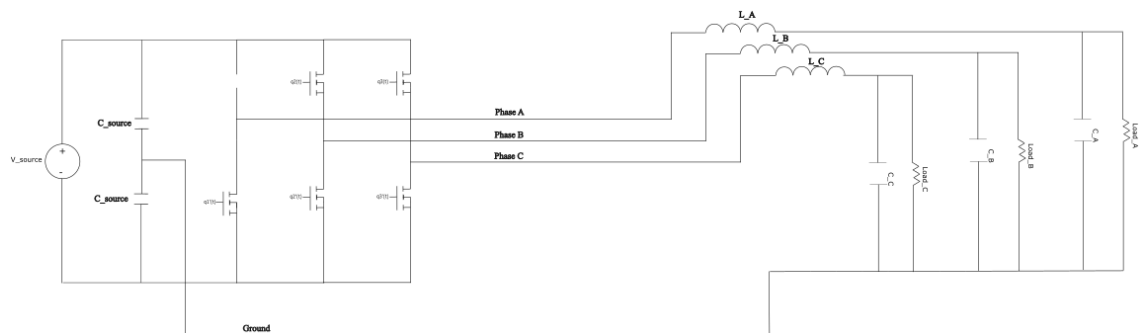 L_A
L_B
L_C
Phase A
C_source
Phase B
V_source
+
-
Phase C
C_source
Load_A
C_A
Load_B
C_B
Load_C
C_C
Ground